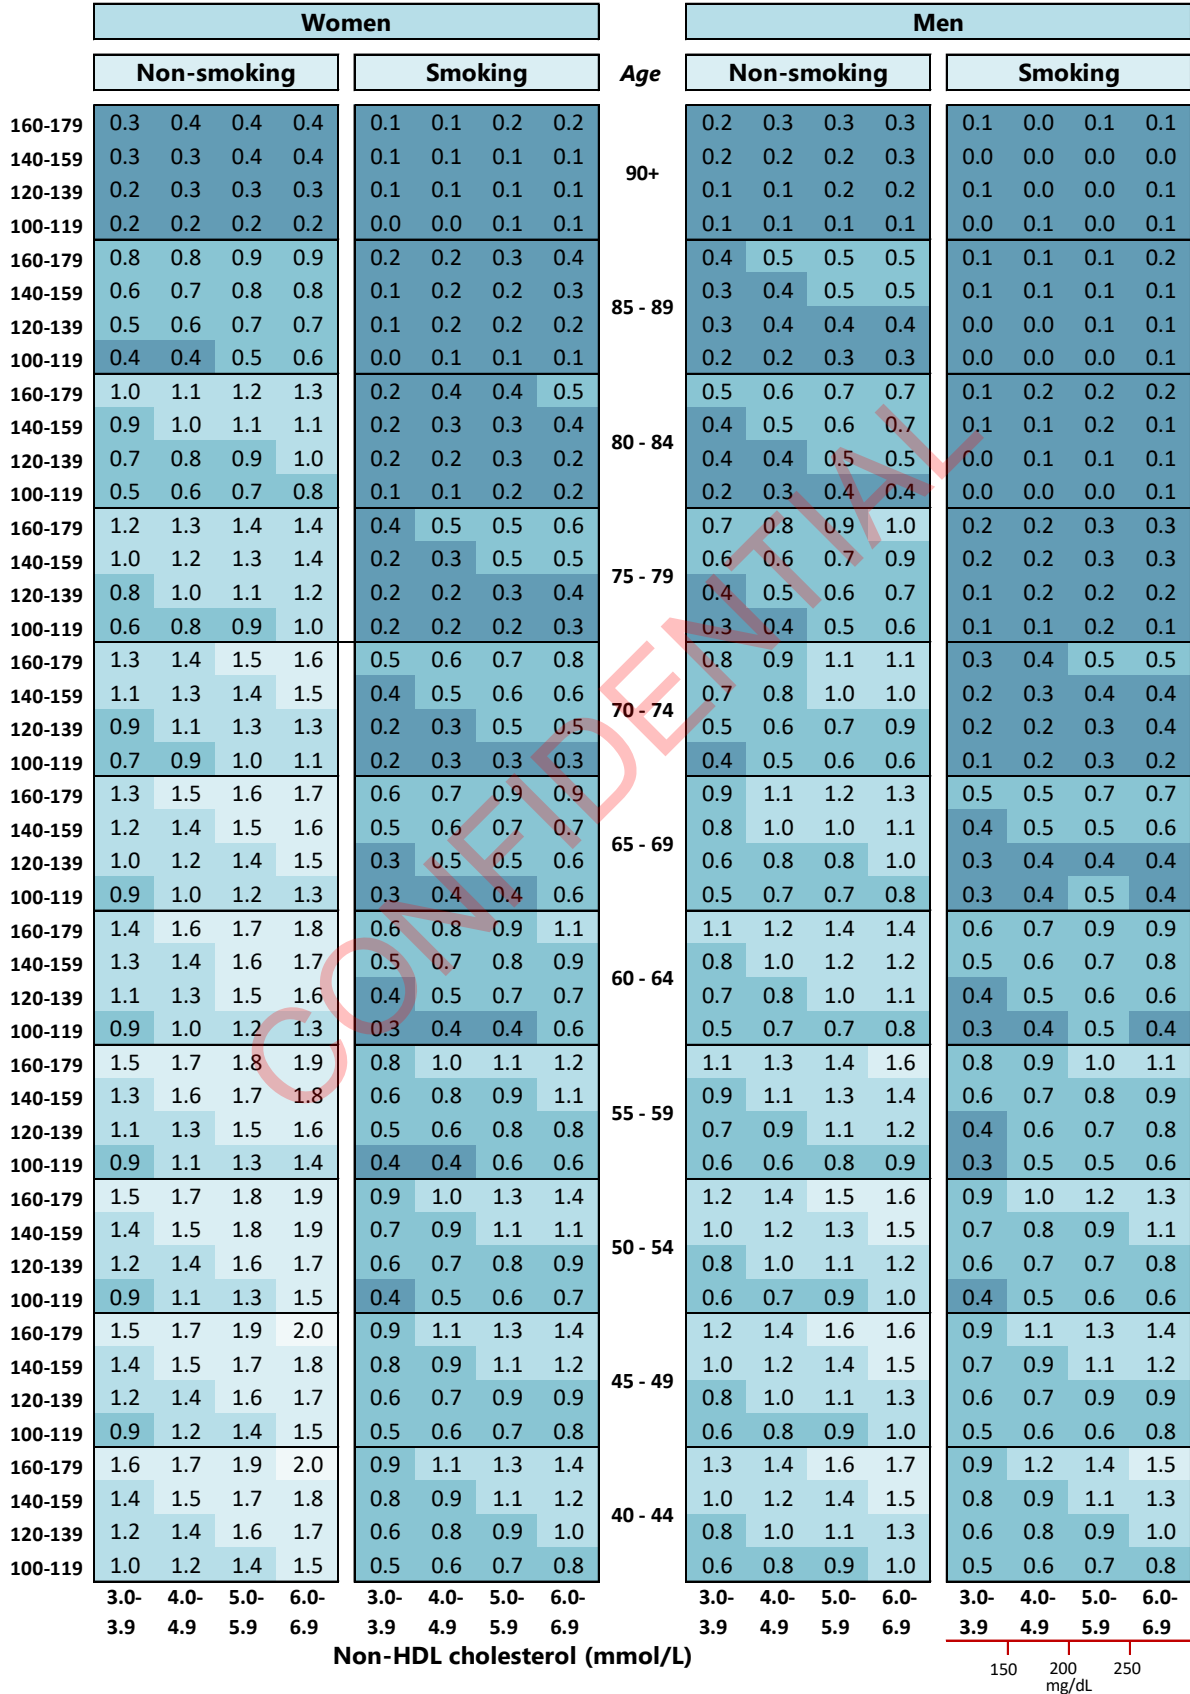 Women Men
Non-smoking Smoking Age Non-smoking Smoking
160-179 0.3 0.4 0.4 0.4 0.1 0.1 0.2 0.2 0.2 0.3 0.3 0.3 0.1 0.0 0.1 0.1
140-159 0.3 0.3 0.4 0.4 0.1 0.1 0.1 0.1 0.2 0.2 0.2 0.3 0.0 0.0 0.0 0.0
90+
120-139 0.2 0.3 0.3 0.3 0.1 0.1 0.1 0.1 0.1 0.1 0.2 0.2 0.1 0.0 0.0 0.1
100-119 0.2 0.2 0.2 0.2 0.0 0.0 0.1 0.1 0.1 0.1 0.1 0.1 0.0 0.1 0.0 0.1
160-179 0.8 0.8 0.9 0.9 0.2 0.2 0.3 0.4 0.4 0.5 0.5 0.5 0.1 0.1 0.1 0.2
140-159 0.6 0.7 0.8 0.8 0.1 0.2 0.2 0.3 0.3 0.4 0.5 0.5 0.1 0.1 0.1 0.1
85 - 89
120-139 0.5 0.6 0.7 0.7 0.1 0.2 0.2 0.2 0.3 0.4 0.4 0.4 0.0 0.0 0.1 0.1
100-119 0.4 0.4 0.5 0.6 0.0 0.1 0.1 0.1 0.2 0.2 0.3 0.3 0.0 0.0 0.0 0.1
160-179 1.0 1.1 1.2 1.3 0.2 0.4 0.4 0.5 0.5 0.6 0.7 0.7 0.1 0.2 0.2 0.2
140-159 0.9 1.0 1.1 1.1 0.2 0.3 0.3 0.4 0.4 0.5 0.6 0.7 0.1 0.1 0.2 0.1
80 - 84
120-139 0.7 0.8 0.9 1.0 0.2 0.2 0.3 0.2 0.4 0.4 0.5 0.5 0.0 0.1 0.1 0.1
100-119 0.5 0.6 0.7 0.8 0.1 0.1 0.2 0.2 0.2 0.3 0.4 0.4 0.0 0.0 0.0 0.1
160-179 1.2 1.3 1.4 1.4 0.4 0.5 0.5 0.6 0.7 0.8 0.9 1.0 0.2 0.2 0.3 0.3
140-159 1.0 1.2 1.3 1.4 0.2 0.3 0.5 0.5 0.6 0.6 0.7 0.9 0.2 0.2 0.3 0.3
75 - 79
120-139 0.8 1.0 1.1 1.2 0.2 0.2 0.3 0.4 0.4 0.5 0.6 0.7 0.1 0.2 0.2 0.2
100-119 0.6 0.8 0.9 1.0 0.2 0.2 0.2 0.3 0.3 0.4 0.5 0.6 0.1 0.1 0.2 0.1
160-179 1.3 1.4 1.5 1.6 0.5 0.6 0.7 0.8 0.8 0.9 1.1 1.1 0.3 0.4 0.5 0.5
140-159 1.1 1.3 1.4 1.5 0.4 0.5 0.6 0.6 0.7 0.8 1.0 1.0 0.2 0.3 0.4 0.4
70 - 74
120-139 0.9 1.1 1.3 1.3 0.2 0.3 0.5 0.5 0.5 0.6 0.7 0.9 0.2 0.2 0.3 0.4
100-119 0.7 0.9 1.0 1.1 0.2 0.3 0.3 0.3 0.4 0.5 0.6 0.6 0.1 0.2 0.3 0.2
160-179 1.3 1.5 1.6 1.7 0.6 0.7 0.9 0.9 0.9 1.1 1.2 1.3 0.5 0.5 0.7 0.7
140-159 1.2 1.4 1.5 1.6 0.5 0.6 0.7 0.7 0.8 1.0 1.0 1.1 0.4 0.5 0.5 0.6
65 - 69
120-139 1.0 1.2 1.4 1.5 0.3 0.5 0.5 0.6 0.6 0.8 0.8 1.0 0.3 0.4 0.4 0.4
100-119 0.9 1.0 1.2 1.3 0.3 0.4 0.4 0.6 0.5 0.7 0.7 0.8 0.3 0.4 0.5 0.4
160-179 1.4 1.6 1.7 1.8 0.6 0.8 0.9 1.1 1.1 1.2 1.4 1.4 0.6 0.7 0.9 0.9
140-159 1.3 1.4 1.6 1.7 0.5 0.7 0.8 0.9 0.8 1.0 1.2 1.2 0.5 0.6 0.7 0.8
60 - 64
120-139 1.1 1.3 1.5 1.6 0.4 0.5 0.7 0.7 0.7 0.8 1.0 1.1 0.4 0.5 0.6 0.6
100-119 0.9 1.0 1.2 1.3 0.3 0.4 0.4 0.6 0.5 0.7 0.7 0.8 0.3 0.4 0.5 0.4
160-179 1.5 1.7 1.8 1.9 0.8 1.0 1.1 1.2 1.1 1.3 1.4 1.6 0.8 0.9 1.0 1.1
140-159 1.3 1.6 1.7 1.8 0.6 0.8 0.9 1.1 0.9 1.1 1.3 1.4 0.6 0.7 0.8 0.9
55 - 59
120-139 1.1 1.3 1.5 1.6 0.5 0.6 0.8 0.8 0.7 0.9 1.1 1.2 0.4 0.6 0.7 0.8
100-119 0.9 1.1 1.3 1.4 0.4 0.4 0.6 0.6 0.6 0.6 0.8 0.9 0.3 0.5 0.5 0.6
160-179 1.5 1.7 1.8 1.9 0.9 1.0 1.3 1.4 1.2 1.4 1.5 1.6 0.9 1.0 1.2 1.3
140-159 1.4 1.5 1.8 1.9 0.7 0.9 1.1 1.1 1.0 1.2 1.3 1.5 0.7 0.8 0.9 1.1
50 - 54
120-139 1.2 1.4 1.6 1.7 0.6 0.7 0.8 0.9 0.8 1.0 1.1 1.2 0.6 0.7 0.7 0.8
100-119 0.9 1.1 1.3 1.5 0.4 0.5 0.6 0.7 0.6 0.7 0.9 1.0 0.4 0.5 0.6 0.6
160-179 1.5 1.7 1.9 2.0 0.9 1.1 1.3 1.4 1.2 1.4 1.6 1.6 0.9 1.1 1.3 1.4
140-159 1.4 1.5 1.7 1.8 0.8 0.9 1.1 1.2 1.0 1.2 1.4 1.5 0.7 0.9 1.1 1.2
45 - 49
120-139 1.2 1.4 1.6 1.7 0.6 0.7 0.9 0.9 0.8 1.0 1.1 1.3 0.6 0.7 0.9 0.9
100-119 0.9 1.2 1.4 1.5 0.5 0.6 0.7 0.8 0.6 0.8 0.9 1.0 0.5 0.6 0.6 0.8
160-179 1.6 1.7 1.9 2.0 0.9 1.1 1.3 1.4 1.3 1.4 1.6 1.7 0.9 1.2 1.4 1.5
140-159 1.4 1.5 1.7 1.8 0.8 0.9 1.1 1.2 1.0 1.2 1.4 1.5 0.8 0.9 1.1 1.3
40 - 44
120-139 1.2 1.4 1.6 1.7 0.6 0.8 0.9 1.0 0.8 1.0 1.1 1.3 0.6 0.8 0.9 1.0
100-119 1.0 1.2 1.4 1.5 0.5 0.6 0.7 0.8 0.6 0.8 0.9 1.0 0.5 0.6 0.7 0.8
3.0- 4.0- 5.0- 6.0- 3.0- 4.0- 5.0- 6.0- 3.0- 4.0- 5.0- 6.0- 3.0- 4.0- 5.0- 6.0-
3.9 4.9 5.9 6.9 3.9 4.9 5.9 6.9 3.9 4.9 5.9 6.9 3.9 4.9 5.9 6.9
Non-HDL cholesterol (mmol/L)
150 200 250
mg/dL
CONFIDENTIAL